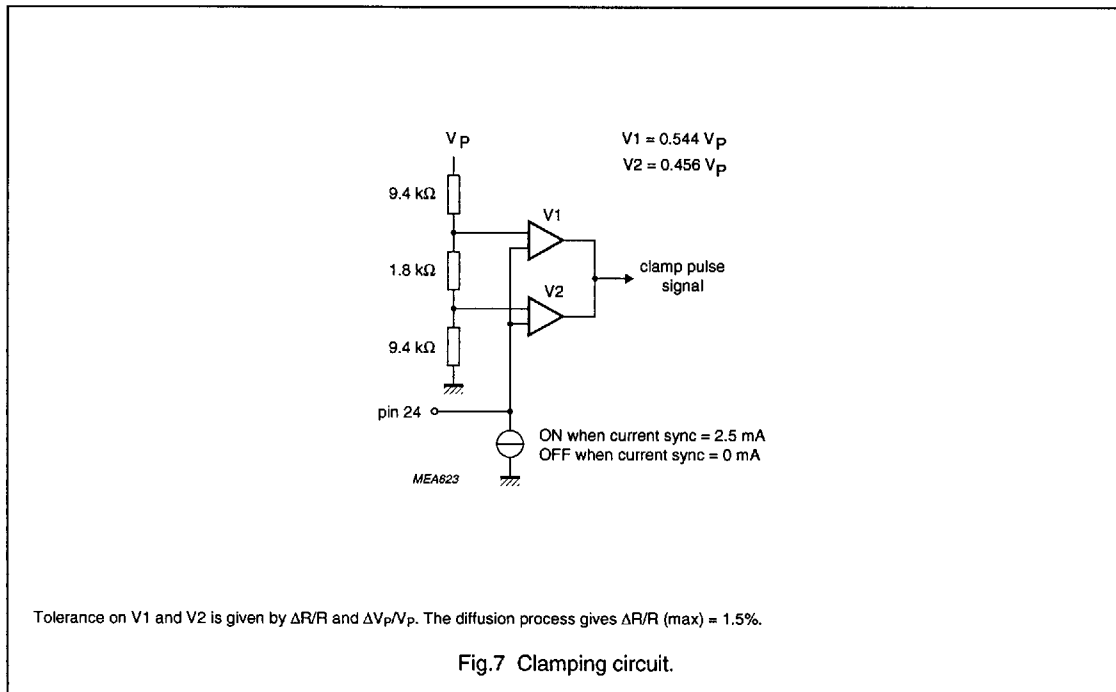 V P
V1 = 0.544 VP
V2 = 0.456 VP
9.4 kΩ
V1
1.8 kΩ
clamp pulse
signal
V2
9.4 kΩ
pin 24
ON when current sync = 2.5 mA
OFF when current sync = 0 mA
MEA623
Tolerance on V1 and V2 is given by ΔR/R and ΔVP/VP. The diffusion process gives ΔR/R (max) = 1.5%.
Fig.7 Clamping circuit.